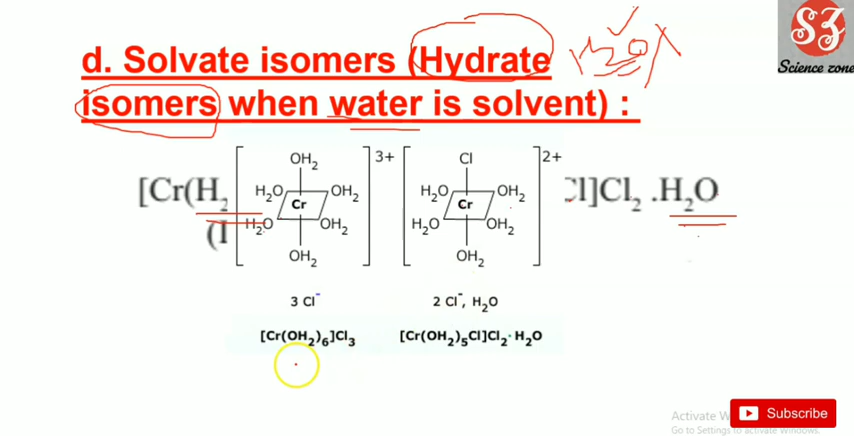 SZ
Science zone
d. Solvate isomers (Hydrate
H2O
isomers when water is solvent) :
OH2 3+ Cl 2+
[Cr(H2 H2O OH2 H2O OH2 Cl]Cl2 .H2O
Cr Cr
(I H2O OH2 H2O OH2
OH2 OH2
3 Cl⁻ 2 Cl⁻, H2O
[Cr(OH2)6]Cl3 [Cr(OH2)5Cl]Cl2· H2O
Activate W
Subscribe
Go to Settings to activate Windows.